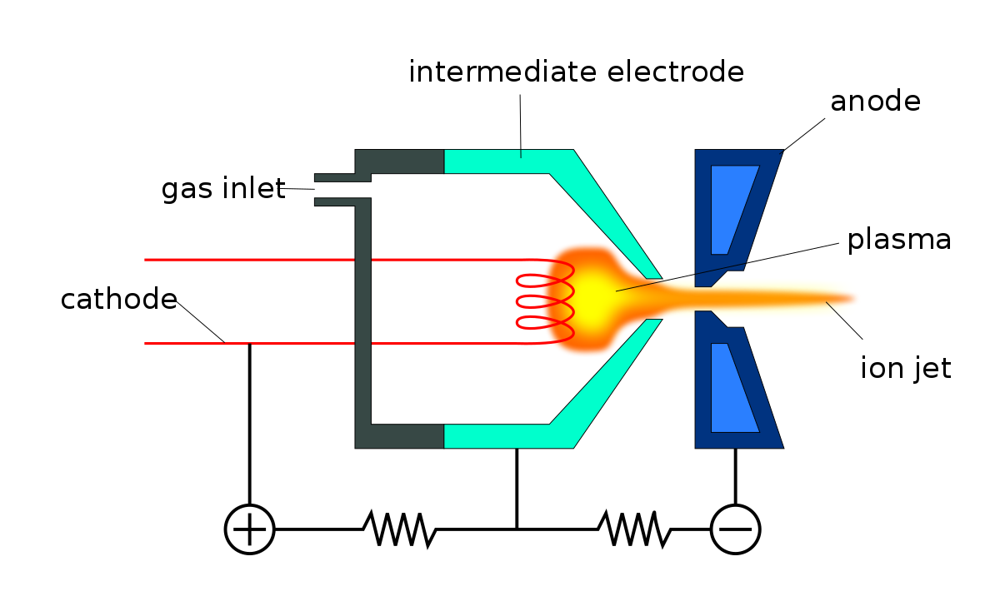 intermediate electrode
anode
gas inlet
plasma
cathode
ion jet
+
−